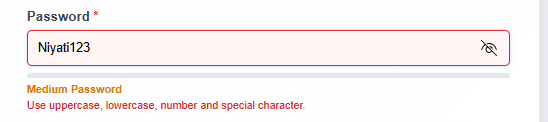 Password *
Niyati123
Medium Password
Use uppercase, lowercase, number and special character.